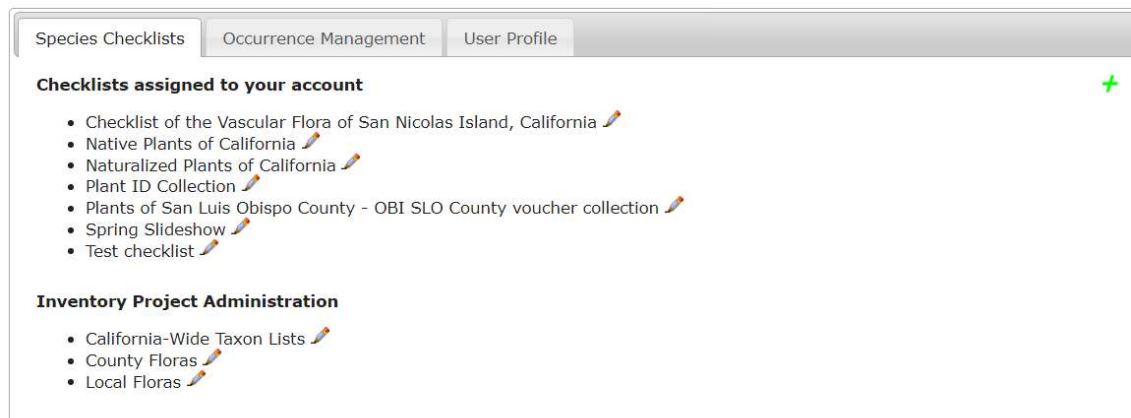 Species Checklists
Occurrence Management
User Profile
Checklists assigned to your account
Checklist of the Vascular Flora of San Nicolas Island, California
Native Plants of California
Naturalized Plants of California
Plant ID Collection
Plants of San Luis Obispo County - OBI SLO County voucher collection
Spring Slideshow
Test checklist
Inventory Project Administration
California-Wide Taxon Lists
County Floras
Local Floras